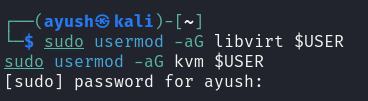 ┌──(ayush㉿kali)-[~]
└─$ sudo usermod -aG libvirt $USER
sudo usermod -aG kvm $USER
[sudo] password for ayush: